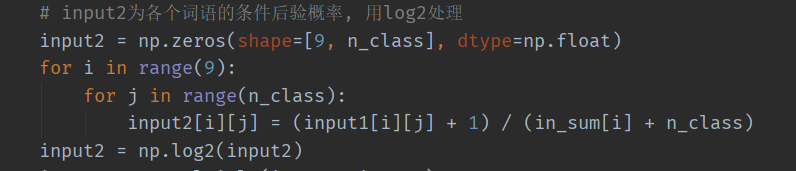 # input2为各个词语的条件后验概率, 用log2处理
input2 = np.zeros(shape=[9, n_class], dtype=np.float)
for i in range(9):
    for j in range(n_class):
        input2[i][j] = (input1[i][j] + 1) / (in_sum[i] + n_class)
input2 = np.log2(input2)